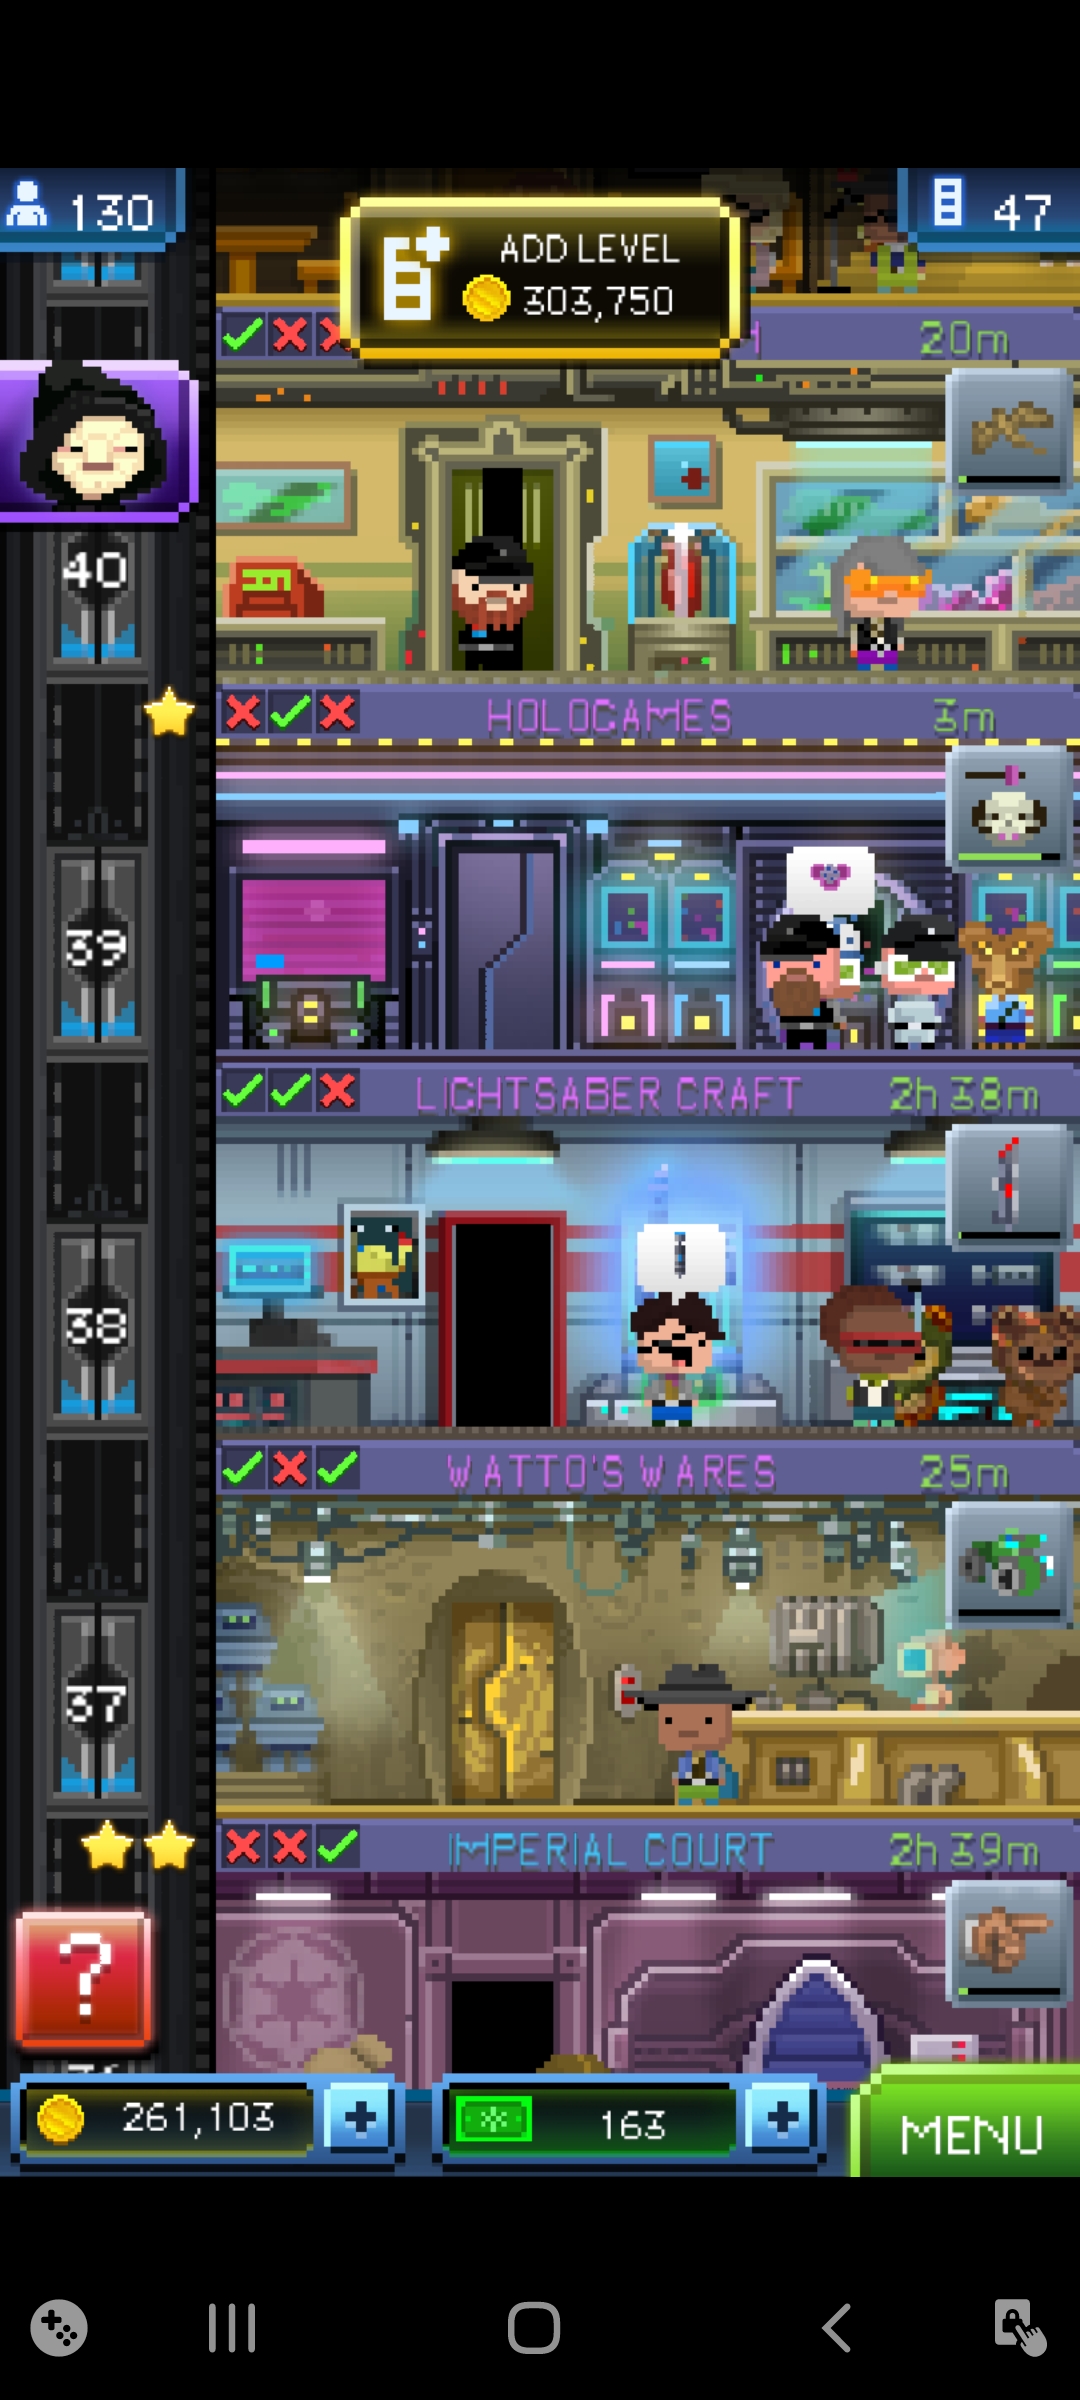 130
47
ADD LEVEL
303,750
20m
40
HOLOGAMES
3m
39
LIGHTSABER CRAFT
2h 38m
38
WATTO'S WARES
25m
37
IMPERIAL COURT
2h 39m
?
261,103
+
163
+
MENU